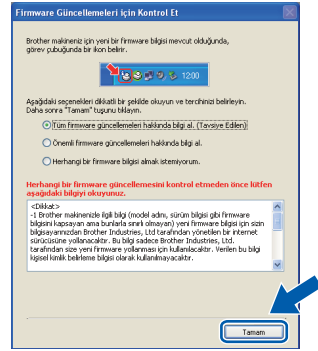 Firmware Güncellemeleri için Kontrol Et
Brother makineniz için yeni bir firmware bilgisi mevcut olduğunda,
görev çubuğunda bir ikon belirir.
12:00
Aşağıdaki seçenekleri dikkatli bir şekilde okuyun ve tercihinizi belirleyin.
Daha sonra "Tamam" tuşunu tıklayın.
Tüm firmware güncellemeleri hakkında bilgi al. (Tavsiye Edilen)
Önemli firmware güncellemeleri hakkında bilgi al.
Herhangi bir firmware bilgisi almak istemiyorum.
Herhangi bir firmware güncellemesini kontrol etmeden önce lütfen
aşağıdaki bilgiyi okuyunuz.
<Dikkat>
-1 Brother makinenizle ilgili bilgi (model adını, sürüm bilgisi gibi firmware
bilgisini kapsayan ama bunlarla sınırlı olmayan) yeni firmware bilgisi için sizin
bilgisayarınızdan Brother Industries, Ltd tarafından yönetilen bir internet
sürücüsüne yollanacaktır. Bu bilgi sadece Brother Industries, Ltd.
tarafından size yeni firmware yollanması için kullanılacaktır. Verilen bu bilgi
kişisel kimlik belirleme bilgisi olarak kullanılmayacaktır.
Tamam